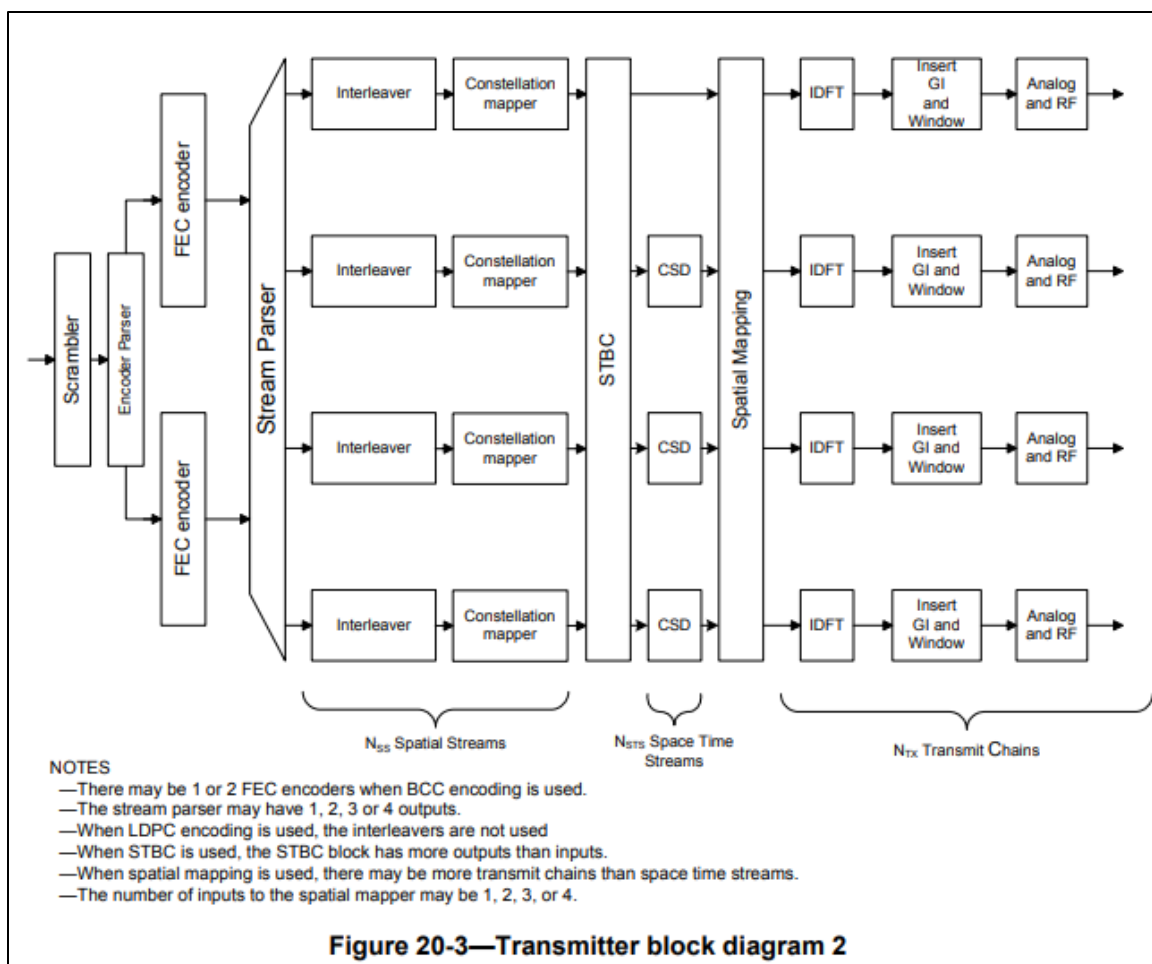 Scrambler
Encoder Parser
FEC encoder
FEC encoder
Stream Parser
Interleaver
Constellation
mapper
Interleaver
Constellation
mapper
Interleaver
Constellation
mapper
Interleaver
Constellation
mapper
STBC
CSD
CSD
CSD
Spatial Mapping
IDFT
Insert
GI
and
Window
Analog
and RF
IDFT
Insert
GI and
Window
Analog
and RF
IDFT
Insert
GI and
Window
Analog
and RF
IDFT
Insert
GI and
Window
Analog
and RF
NSS Spatial Streams
NSTS Space Time
Streams
NTX Transmit Chains
NOTES
—There may be 1 or 2 FEC encoders when BCC encoding is used.
—The stream parser may have 1, 2, 3 or 4 outputs.
—When LDPC encoding is used, the interleavers are not used
—When STBC is used, the STBC block has more outputs than inputs.
—When spatial mapping is used, there may be more transmit chains than space time streams.
—The number of inputs to the spatial mapper may be 1, 2, 3, or 4.
Figure 20-3—Transmitter block diagram 2